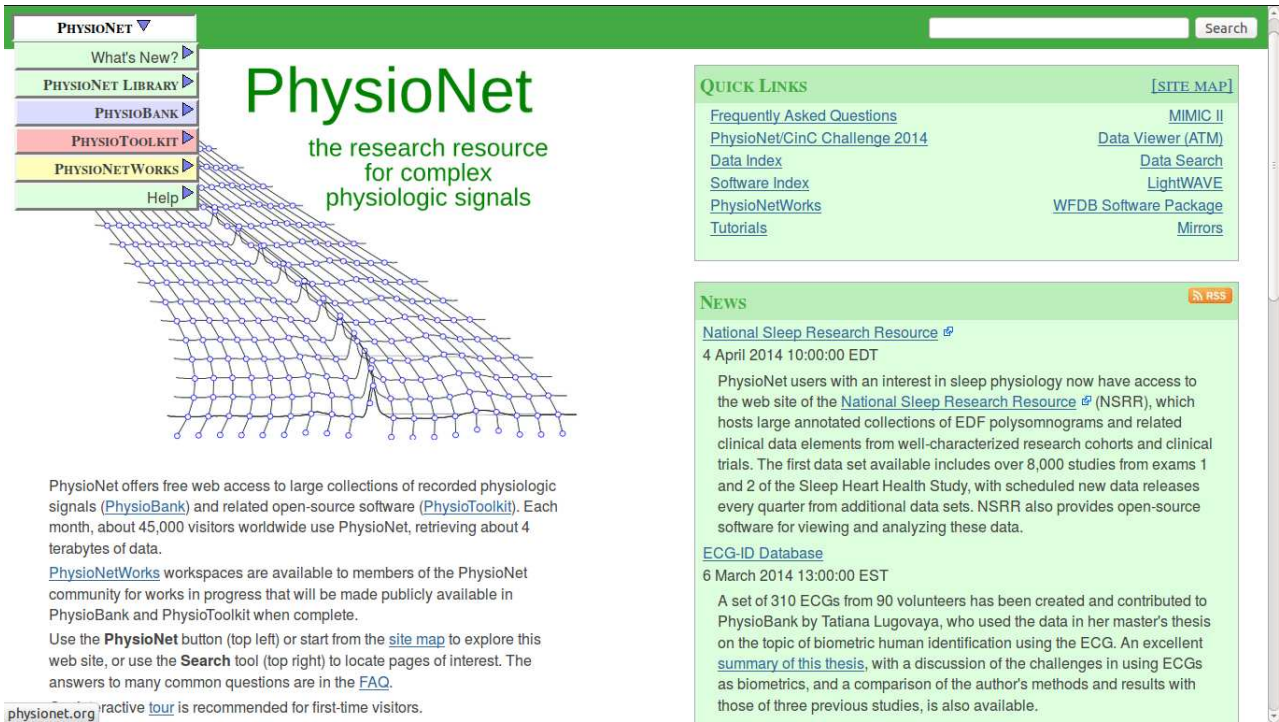 PHYSIONET
What's New?
PHYSIONET LIBRARY
PHYSIOBANK
PHYSIOTOOLKIT
PHYSIONETWORKS
Help
Search
PhysioNet
the research resource
for complex
physiologic signals
PhysioNet offers free web access to large collections of recorded physiologic
signals (PhysioBank) and related open-source software (PhysioToolkit). Each
month, about 45,000 visitors worldwide use PhysioNet, retrieving about 4
terabytes of data.
PhysioNetWorks workspaces are available to members of the PhysioNet
community for works in progress that will be made publicly available in
PhysioBank and PhysioToolkit when complete.
Use the PhysioNet button (top left) or start from the site map to explore this
web site, or use the Search tool (top right) to locate pages of interest. The
answers to many common questions are in the FAQ.
ractive tour is recommended for first-time visitors.
physionet.org
QUICK LINKS [SITE MAP]
Frequently Asked Questions MIMIC II
PhysioNet/CinC Challenge 2014 Data Viewer (ATM)
Data Index Data Search
Software Index LightWAVE
PhysioNetWorks WFDB Software Package
Tutorials Mirrors
NEWS RSS
National Sleep Research Resource
4 April 2014 10:00:00 EDT
PhysioNet users with an interest in sleep physiology now have access to
the web site of the National Sleep Research Resource (NSRR), which
hosts large annotated collections of EDF polysomnograms and related
clinical data elements from well-characterized research cohorts and clinical
trials. The first data set available includes over 8,000 studies from exams 1
and 2 of the Sleep Heart Health Study, with scheduled new data releases
every quarter from additional data sets. NSRR also provides open-source
software for viewing and analyzing these data.
ECG-ID Database
6 March 2014 13:00:00 EST
A set of 310 ECGs from 90 volunteers has been created and contributed to
PhysioBank by Tatiana Lugovaya, who used the data in her master's thesis
on the topic of biometric human identification using the ECG. An excellent
summary of this thesis, with a discussion of the challenges in using ECGs
as biometrics, and a comparison of the author's methods and results with
those of three previous studies, is also available.